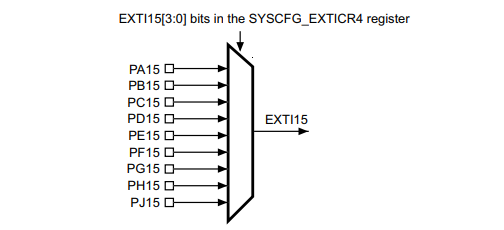 EXTI15[3:0] bits in the SYSCFG_EXTICR4 register
PA15
PB15
PC15
PD15
PE15
EXTI15
PF15
PG15
PH15
PJ15